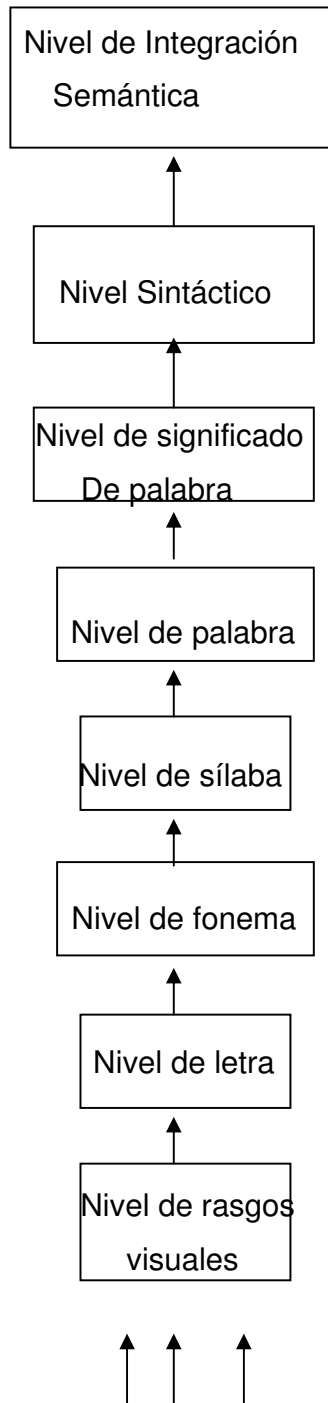 Nivel de Integración
Semántica
Nivel Sintáctico
Nivel de significado
De palabra
Nivel de palabra
Nivel de sílaba
Nivel de fonema
Nivel de letra
Nivel de rasgos
visuales